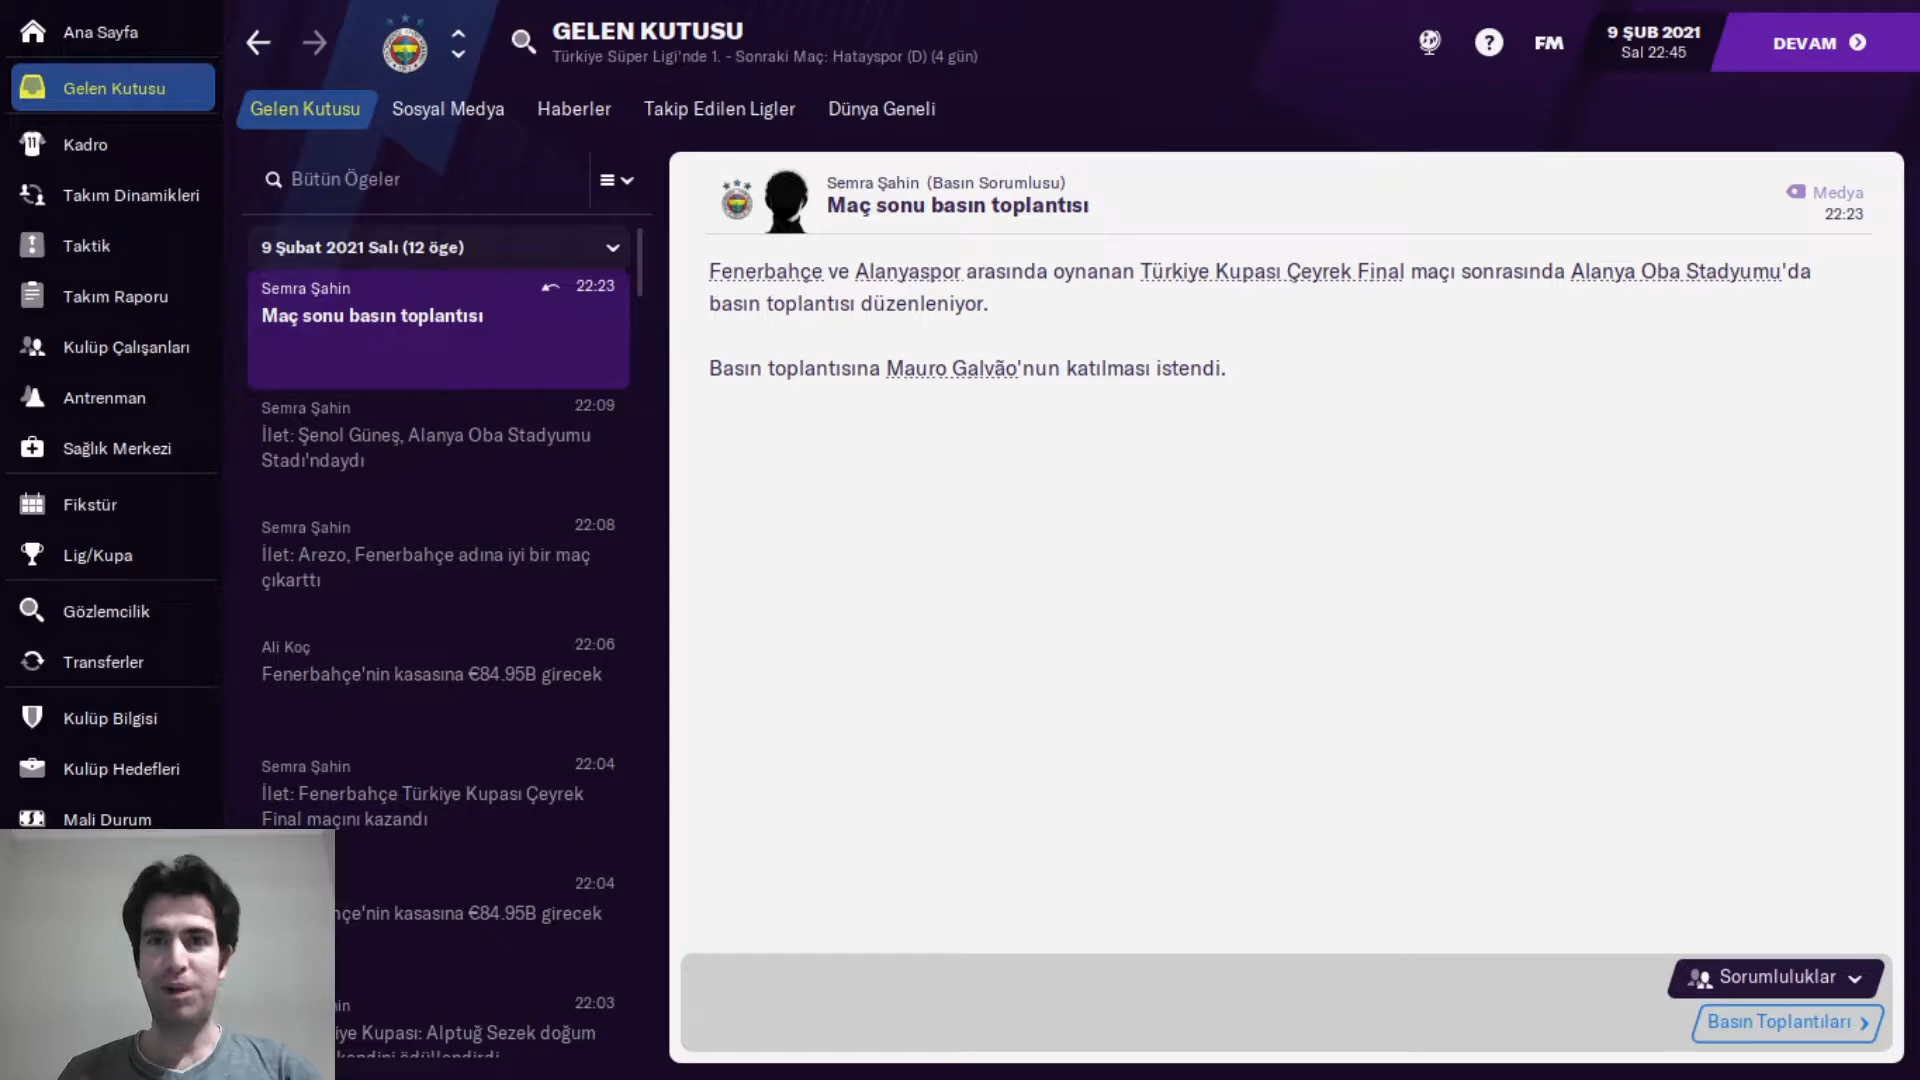 Ana Sayfa
Gelen Kutusu
Kadro
Takım Dinamikleri
Taktik
Takım Raporu
Kulüp Çalışanları
Antrenman
Sağlık Merkezi
Fikstür
Lig/Kupa
Gözlemcilik
Transferler
Kulüp Bilgisi
Kulüp Hedefleri
Mali Durum
GELEN KUTUSU
Türkiye Süper Ligi'nde 1. - Sonraki Maç: Hatayspor (D) (4 gün)
FM
9 ŞUB 2021
Sal 22:45
DEVAM
Gelen Kutusu Sosyal Medya Haberler Takip Edilen Ligler Dünya Geneli
Bütün Ögeler
9 Şubat 2021 Salı (12 öge)
Semra Şahin 22:23
Maç sonu basın toplantısı
Semra Şahin 22:09
İlet: Şenol Güneş, Alanya Oba Stadyumu
Stadı'ndaydı
Semra Şahin 22:08
İlet: Arezo, Fenerbahçe adına iyi bir maç
çıkarttı
Ali Koç 22:06
Fenerbahçe'nin kasasına €84.95B girecek
Semra Şahin 22:04
İlet: Fenerbahçe Türkiye Kupası Çeyrek
Final maçını kazandı
22:04
hçe'nin kasasına €84.95B girecek
in 22:03
iye Kupası: Alptuğ Sezek doğum
kendini ödüllendirdi
Semra Şahin (Basın Sorumlusu)
Maç sonu basın toplantısı
Medya
22:23
Fenerbahçe ve Alanyaspor arasında oynanan Türkiye Kupası Çeyrek Final maçı sonrasında Alanya Oba Stadyumu'da
basın toplantısı düzenleniyor.
Basın toplantısına Mauro Galvão'nun katılması istendi.
Sorumluluklar
Basın Toplantıları